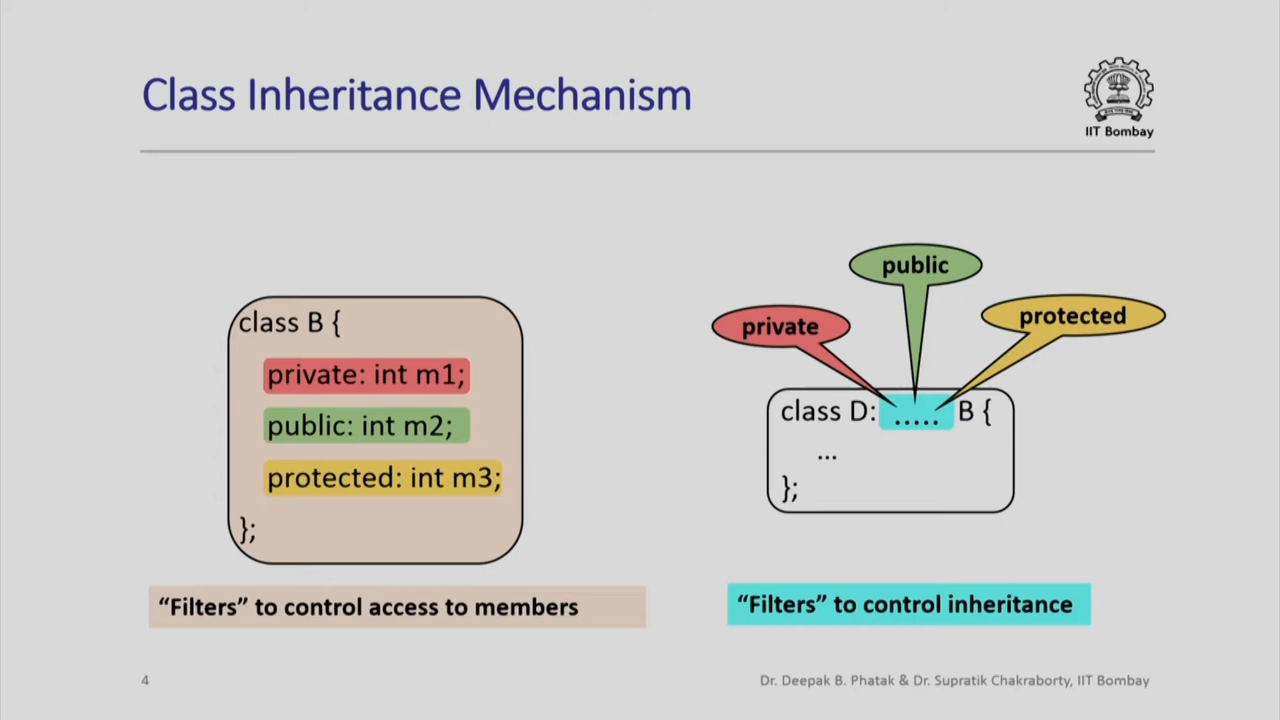 Class Inheritance Mechanism
IIT Bombay
class B {
private: int m1;
public: int m2;
protected: int m3;
};
"Filters" to control access to members
public
private
protected
class D: ..... B {
...
};
"Filters" to control inheritance
4
Dr. Deepak B. Phatak & Dr. Supratik Chakraborty, IIT Bombay